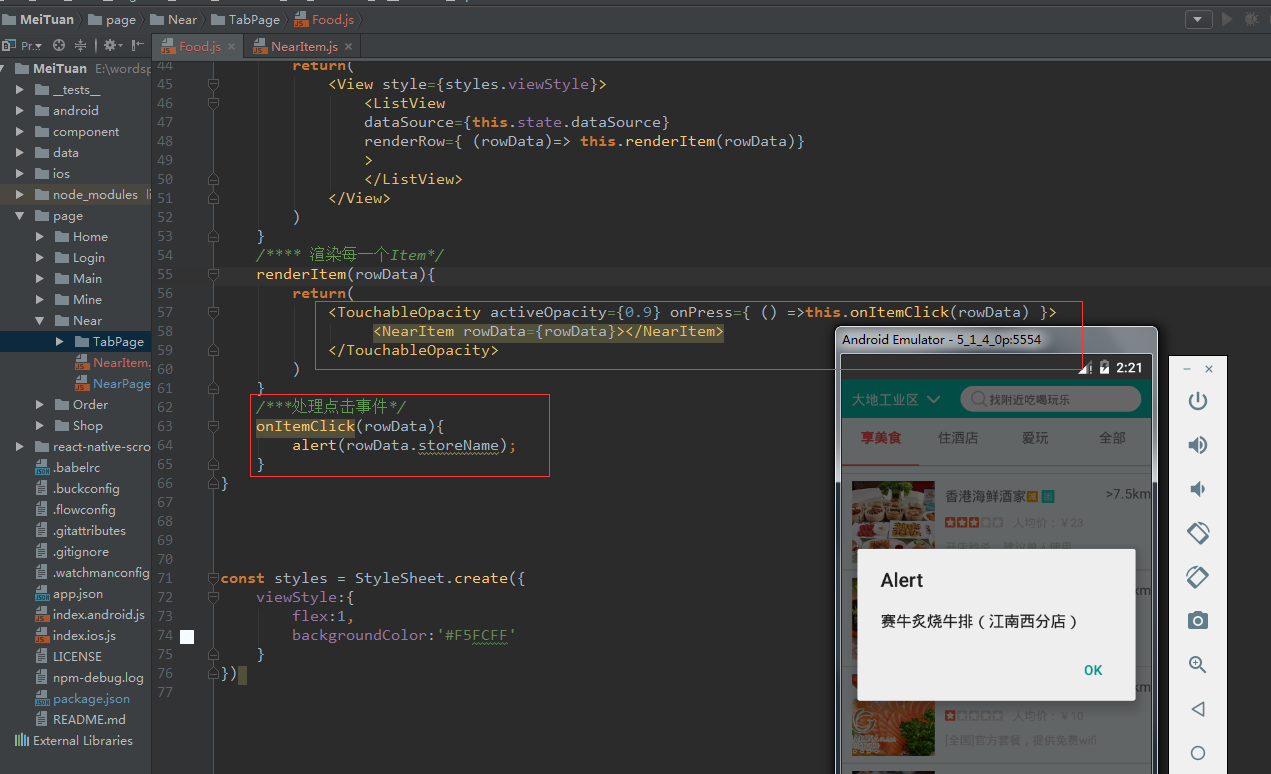 MeiTuan page Near TabPage Food.js
Pr.
Food.js NearItem.js
MeiTuan E:\wordsp
__tests__
android
component
data
ios
node_modules li
page
Home
Login
Main
Mine
Near
TabPage
NearItem.
NearPage
Order
Shop
react-native-scro
.babelrc
.buckconfig
.flowconfig
.gitattributes
.gitignore
.watchmanconfig
app.json
index.android.js
index.ios.js
LICENSE
npm-debug.log
package.json
README.md
External Libraries
44 return(
45 <View style={styles.viewStyle}>
46 <ListView
47 dataSource={this.state.dataSource}
48 renderRow={ (rowData)=> this.renderItem(rowData)}
49 >
50 </ListView>
51 </View>
52 )
53 }
54 /**** 渲染每一个Item*/
55 renderItem(rowData){
56 return(
57 <TouchableOpacity activeOpacity={0.9} onPress={ () =>this.onItemClick(rowData) }>
58 <NearItem rowData={rowData}></NearItem>
59 </TouchableOpacity>
60 )
61 }
62 /***处理点击事件*/
63 onItemClick(rowData){
64 alert(rowData.storeName);
65 }
66 }
67
68
69
70
71 const styles = StyleSheet.create({
72 viewStyle:{
73 flex:1,
74 backgroundColor:'#F5FCFF'
75 }
76 })
77
Android Emulator - 5_1_4_0p:5554
2:21
大地工业区 找附近吃喝玩乐
享美食 住酒店 爱玩 全部
香港海鲜酒家 >7.5km
人均价：￥23
km
Alert
赛牛炙烧牛排（江南西分店）
OK
km
人均价：￥10
[全国]官方套餐，提供免费wifi